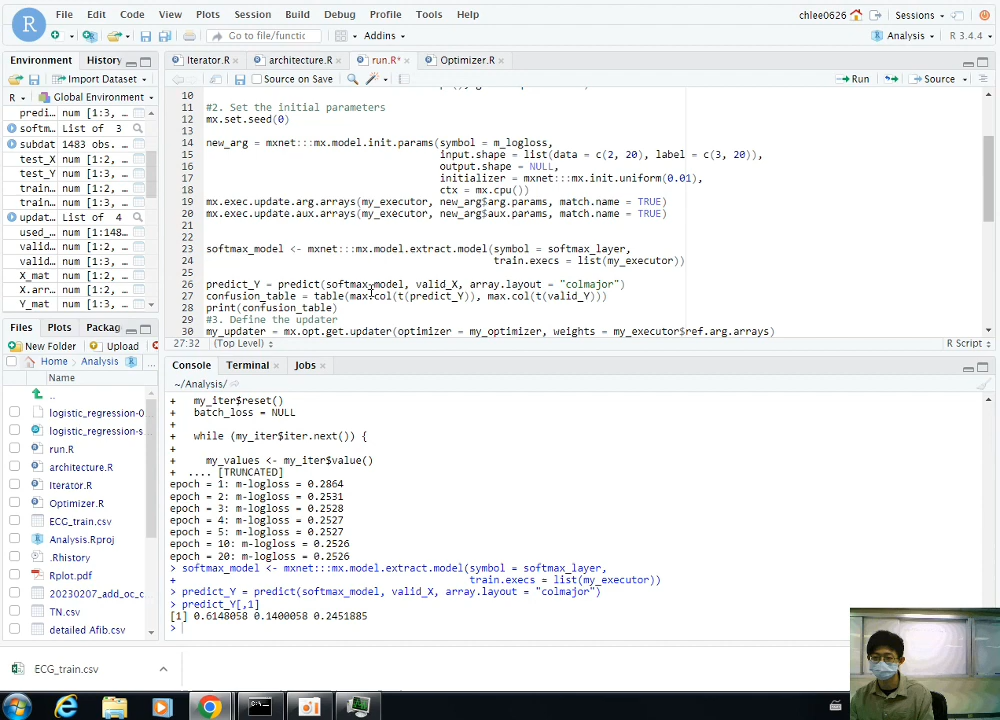 File Edit Code View Plots Session Build Debug Profile Tools Help
chlee0626 Sessions
Go to file/functic Addins Analysis R 3.4.4
Environment History
Import Dataset
R Global Environment
predi... num [1:3, ...
softm... List of 3
subdat 1483 obs.
test_X num [1:2, ...
test_Y num [1:3, ...
train... num [1:2, ...
train... num [1:3, ...
updat... List of 4
used_... num [1:148...
valid... num [1:2, ...
valid... num [1:3, ...
X_mat num [1:2, ...
X.arr... num [1:2, ...
Y_mat num [1:3, ...
Files Plots Packag
New Folder Upload
Home Analysis
Name
..
logistic_regression-0
logistic_regression-s...
run.R
architecture.R
Iterator.R
Optimizer.R
ECG_train.csv
Analysis.Rproj
.Rhistory
Rplot.pdf
20230207_add_oc_c
TN.csv
detailed Afib.csv
Iterator.R architecture.R run.R* Optimizer.R
Source on Save Run Source
10
11 #2. Set the initial parameters
12 mx.set.seed(0)
13
14 new_arg = mxnet:::mx.model.init.params(symbol = m_logloss,
15 input.shape = list(data = c(2, 20), label = c(3, 20)),
16 output.shape = NULL,
17 initializer = mxnet:::mx.init.uniform(0.01),
18 ctx = mx.cpu())
19 mx.exec.update.arg.arrays(my_executor, new_arg$arg.params, match.name = TRUE)
20 mx.exec.update.aux.arrays(my_executor, new_arg$aux.params, match.name = TRUE)
21
22
23 softmax_model <- mxnet:::mx.model.extract.model(symbol = softmax_layer,
24 train.execs = list(my_executor))
25
26 predict_Y = predict(softmax_model, valid_X, array.layout = "colmajor")
27 confusion_table = table(max.col(t(predict_Y)), max.col(t(valid_Y)))
28 print(confusion_table)
29 #3. Define the updater
30 my_updater = mx.opt.get.updater(optimizer = my_optimizer, weights = my_executor$ref.arg.arrays)
27:32 (Top Level) R Script
Console Terminal Jobs
~/Analysis/
+ my_iter$reset()
+ batch_loss = NULL
+
+ while (my_iter$iter.next()) {
+
+ my_values <- my_iter$value()
+ .... [TRUNCATED]
epoch = 1: m-logloss = 0.2864
epoch = 2: m-logloss = 0.2531
epoch = 3: m-logloss = 0.2528
epoch = 4: m-logloss = 0.2527
epoch = 5: m-logloss = 0.2527
epoch = 10: m-logloss = 0.2526
epoch = 20: m-logloss = 0.2526
> softmax_model <- mxnet:::mx.model.extract.model(symbol = softmax_layer,
+ train.execs = list(my_executor))
> predict_Y = predict(softmax_model, valid_X, array.layout = "colmajor")
> predict_Y[,1]
[1] 0.6148058 0.1400058 0.2451885
>
ECG_train.csv